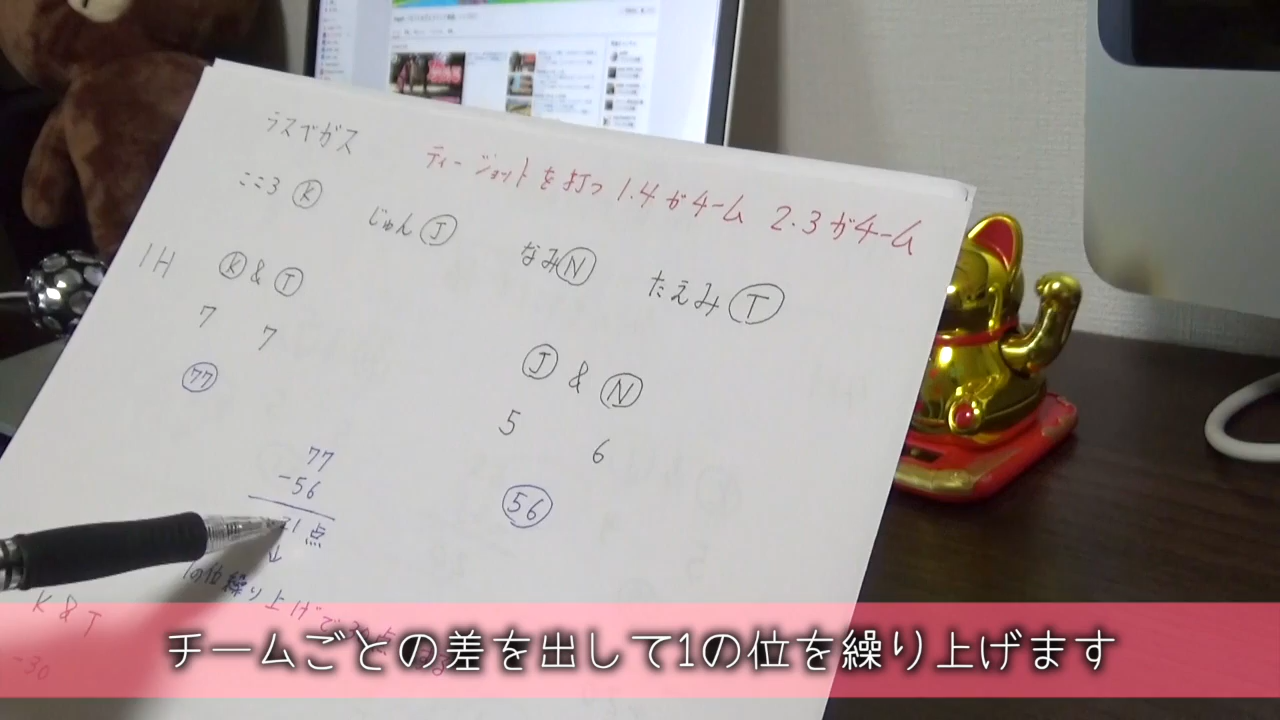 ラスベガス
ティーショットを打つ 1.4がチーム 2.3がチーム
こころ K
じゅん J
なみ N
たえみ T
1H K & T
7 7
77
J & N
5 6
56
77
-56
21点
↓
1の位繰り上げで
K & T
-30
チームごとの差を出して1の位を繰り上げます